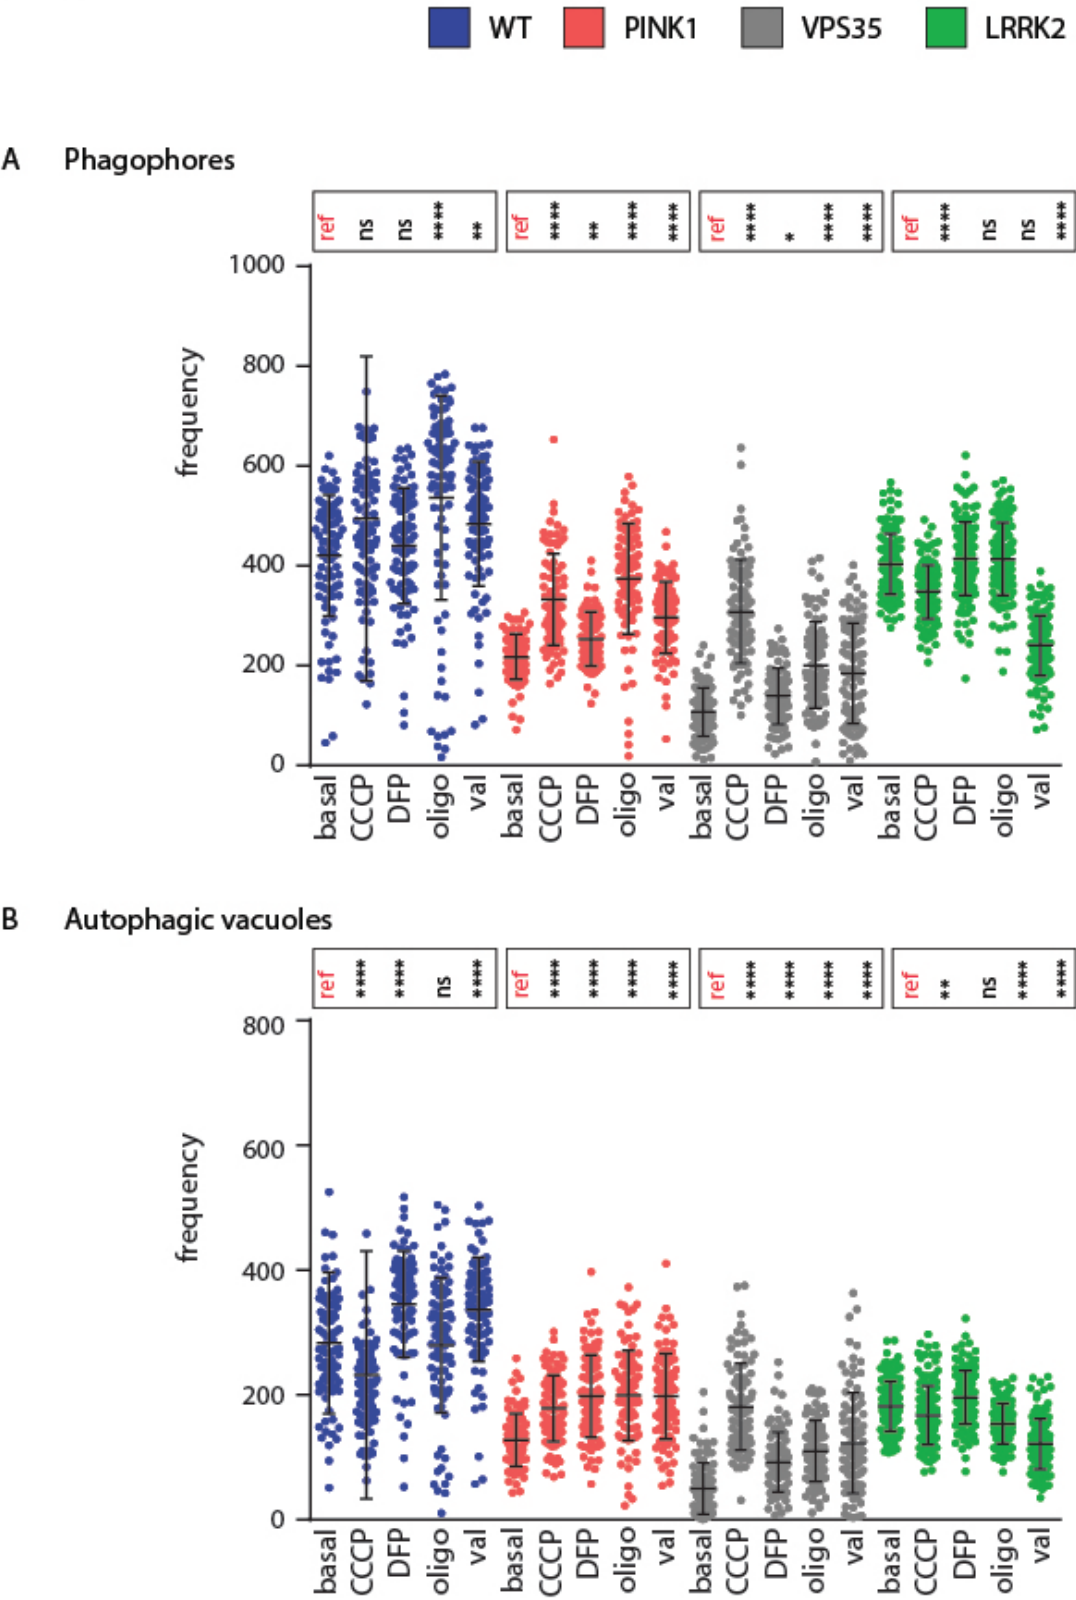 WT PINK1 VPS35 LRRK2
A Phagophores
ref ns ns **** ** ref **** ** **** **** ref **** * **** **** ref **** ns ns ****
1000
800
600
400
200
0
frequency
basal CCCP DFP oligo val basal CCCP DFP oligo val basal CCCP DFP oligo val basal CCCP DFP oligo val
B Autophagic vacuoles
ref **** **** ns **** ref **** **** **** **** ref **** **** **** **** ref ** ns **** ****
800
600
400
200
0
frequency
basal CCCP DFP oligo val basal CCCP DFP oligo val basal CCCP DFP oligo val basal CCCP DFP oligo val